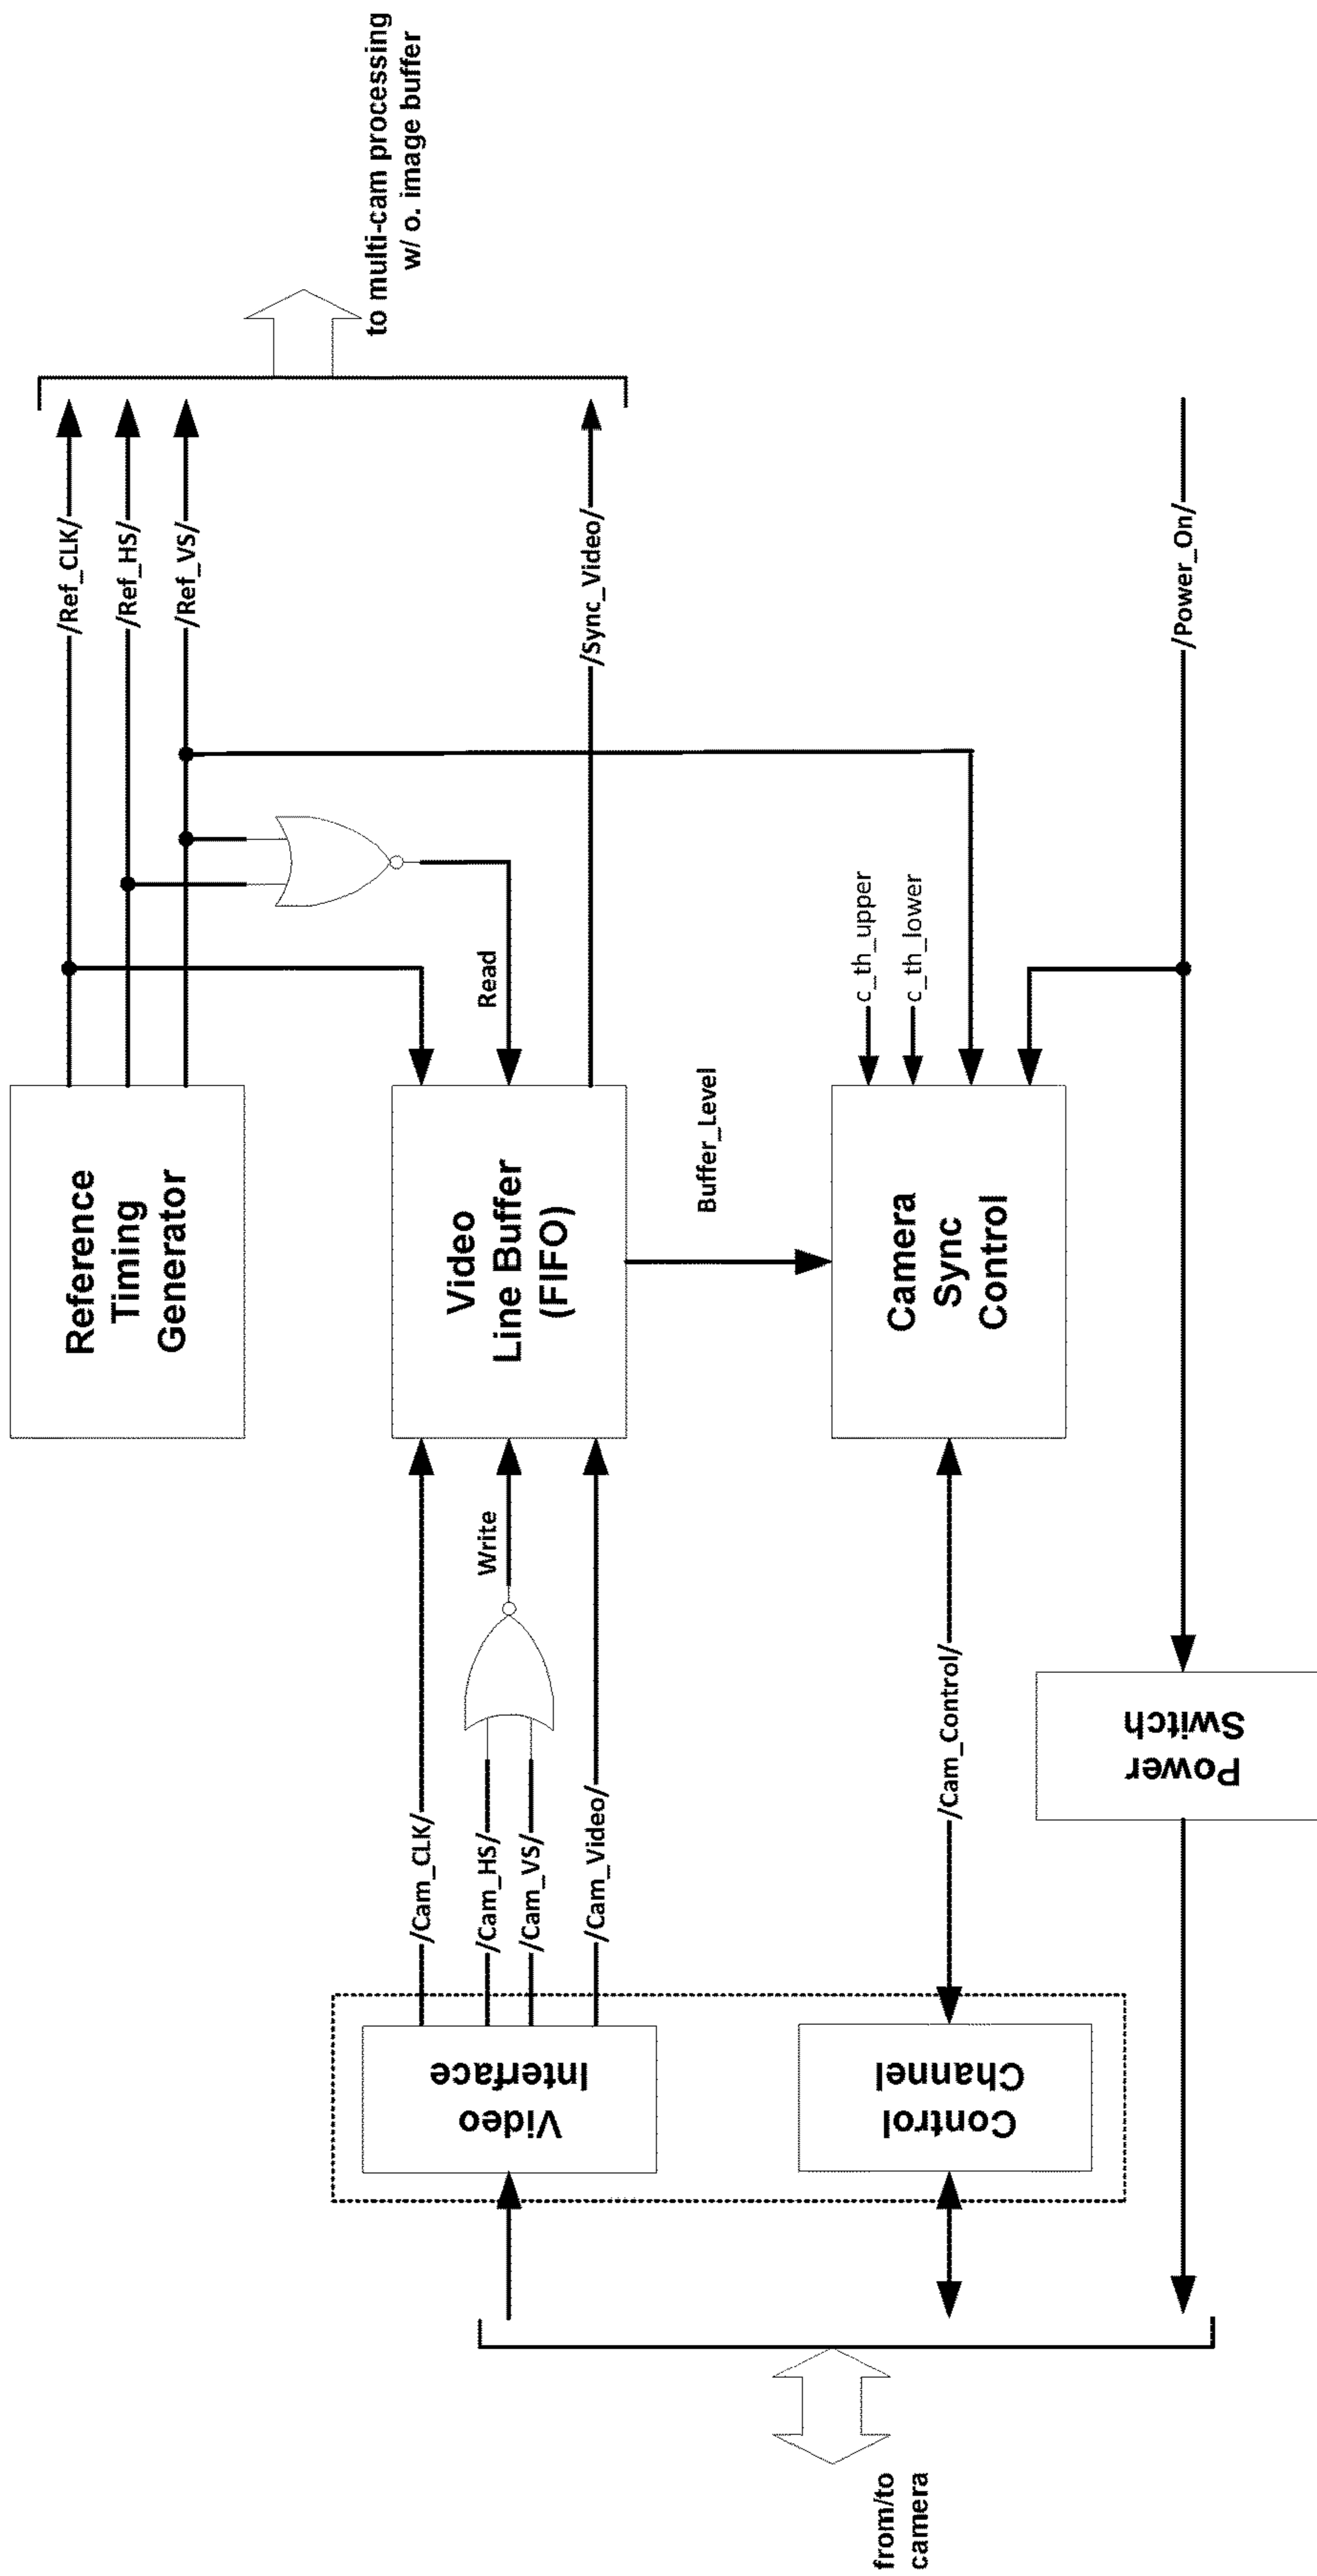 Reference
Timing
Generator
/Ref_CLK/
/Ref_HS/
/Ref_VS/
to multi-cam processing
w/ o. image buffer
from/to
camera
Video
Interface
/Cam_CLK/
/Cam_HS/
/Cam_VS/
/Cam_Video/
Write
Video
Line Buffer
(FIFO)
Read
/Sync_Video/
Buffer_Level
Control
Channel
/Cam_Control/
Camera
Sync
Control
c_th_upper
c_th_lower
Power
Switch
/Power_On/